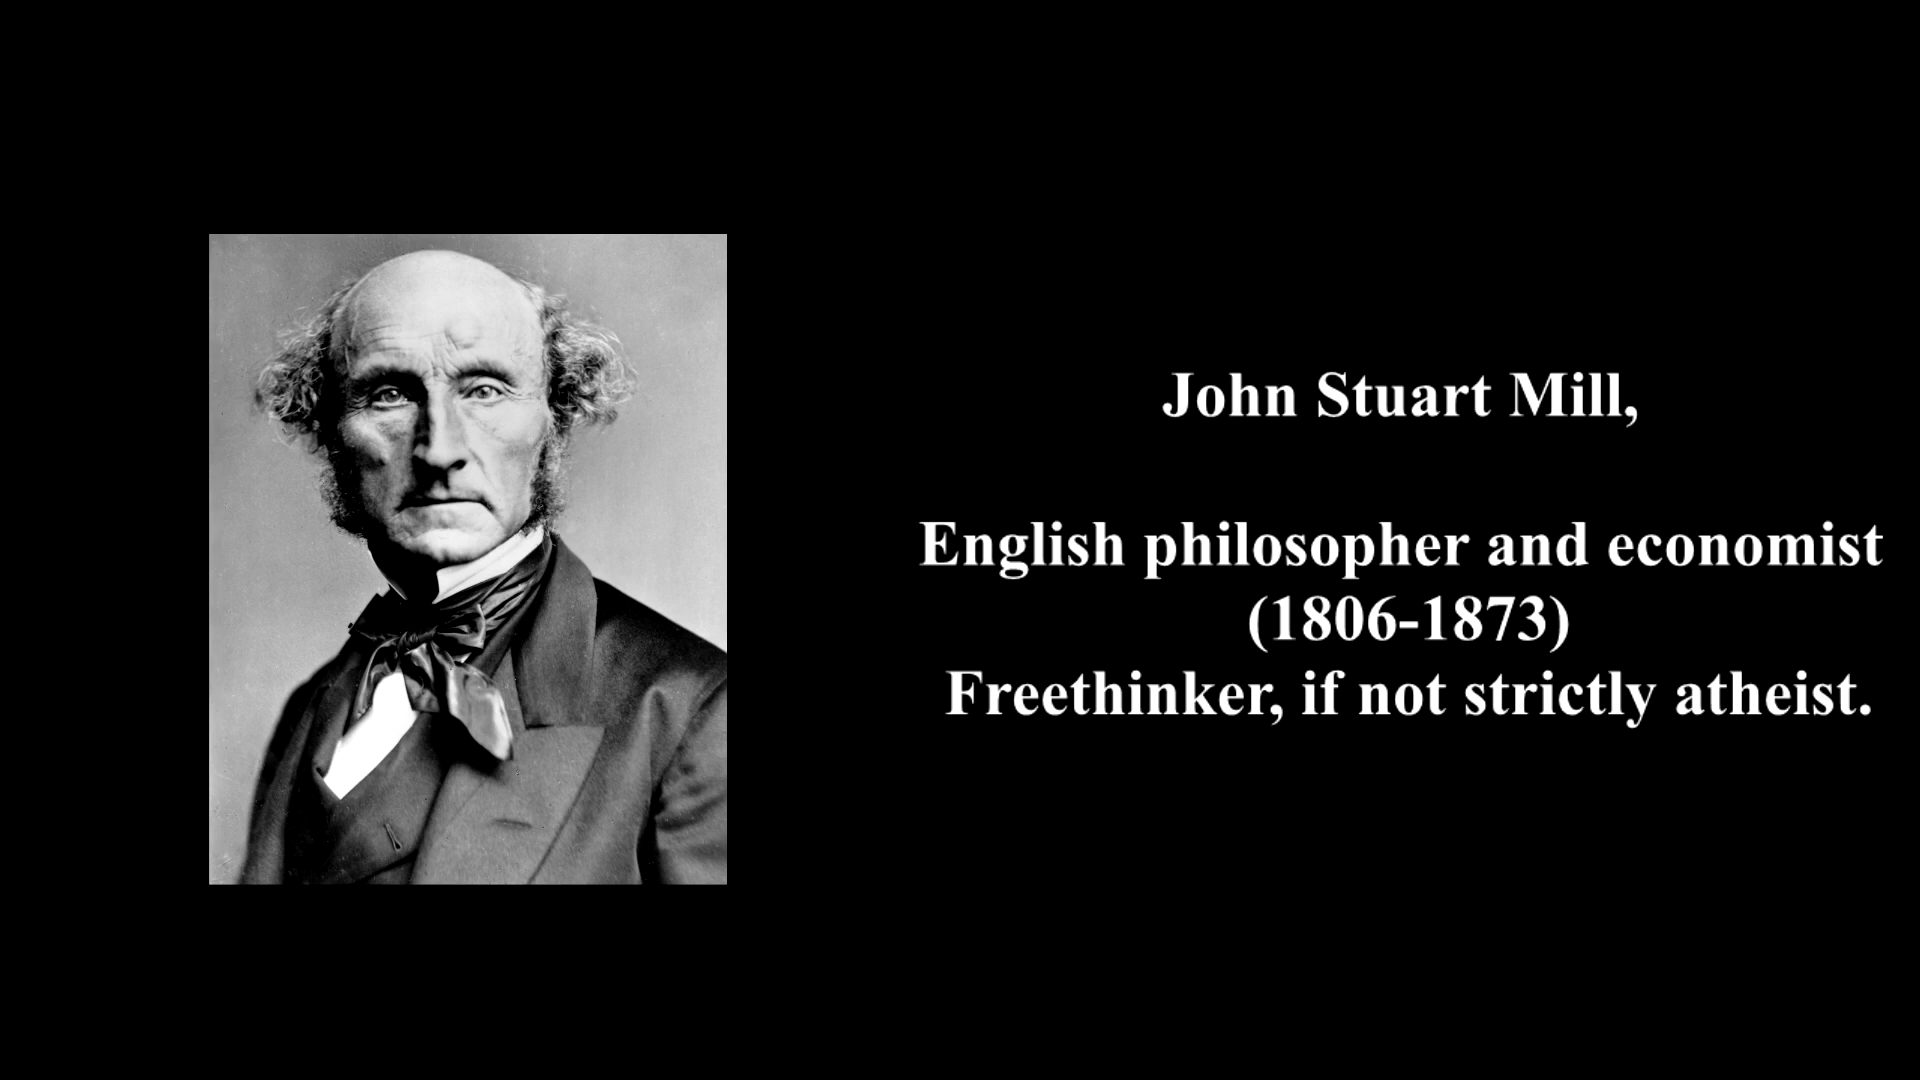 John Stuart Mill,
English philosopher and economist
(1806-1873)
Freethinker, if not strictly atheist.